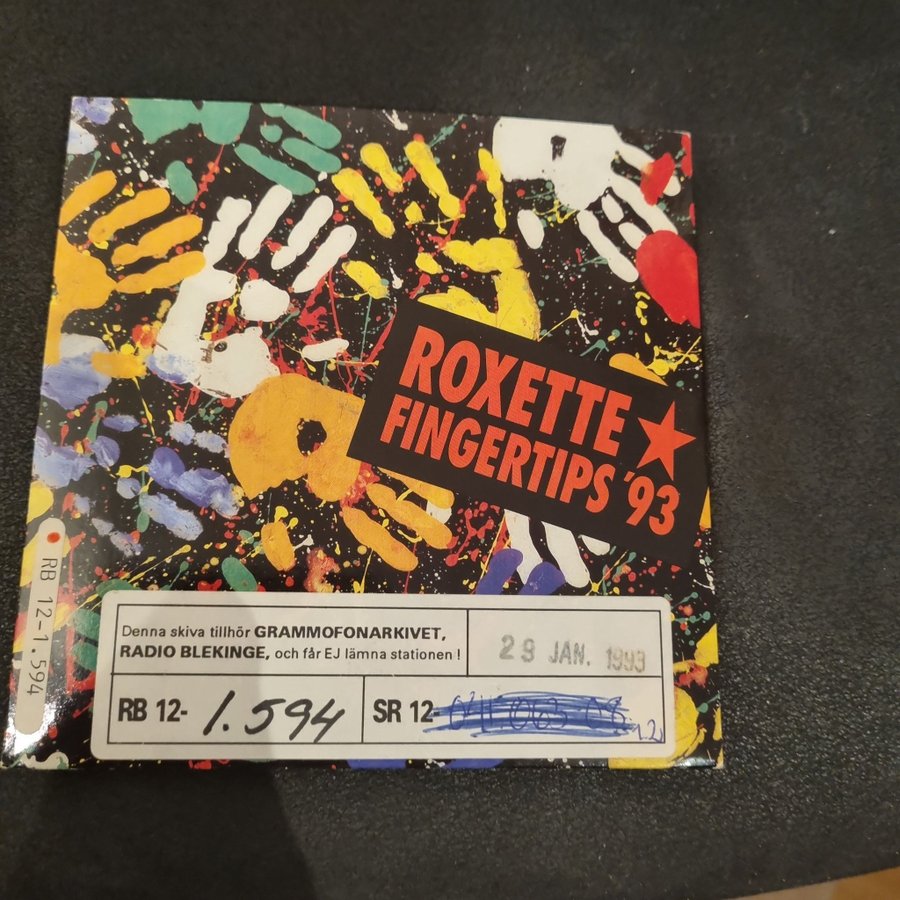 ROXETTE
FINGERTIPS '93
RB 12-1.594
Denna skiva tillhör GRAMMOFONARKIVET,
RADIO BLEKINGE, och får EJ lämna stationen !
29 JAN. 1993
RB 12- 1.594
SR 12-